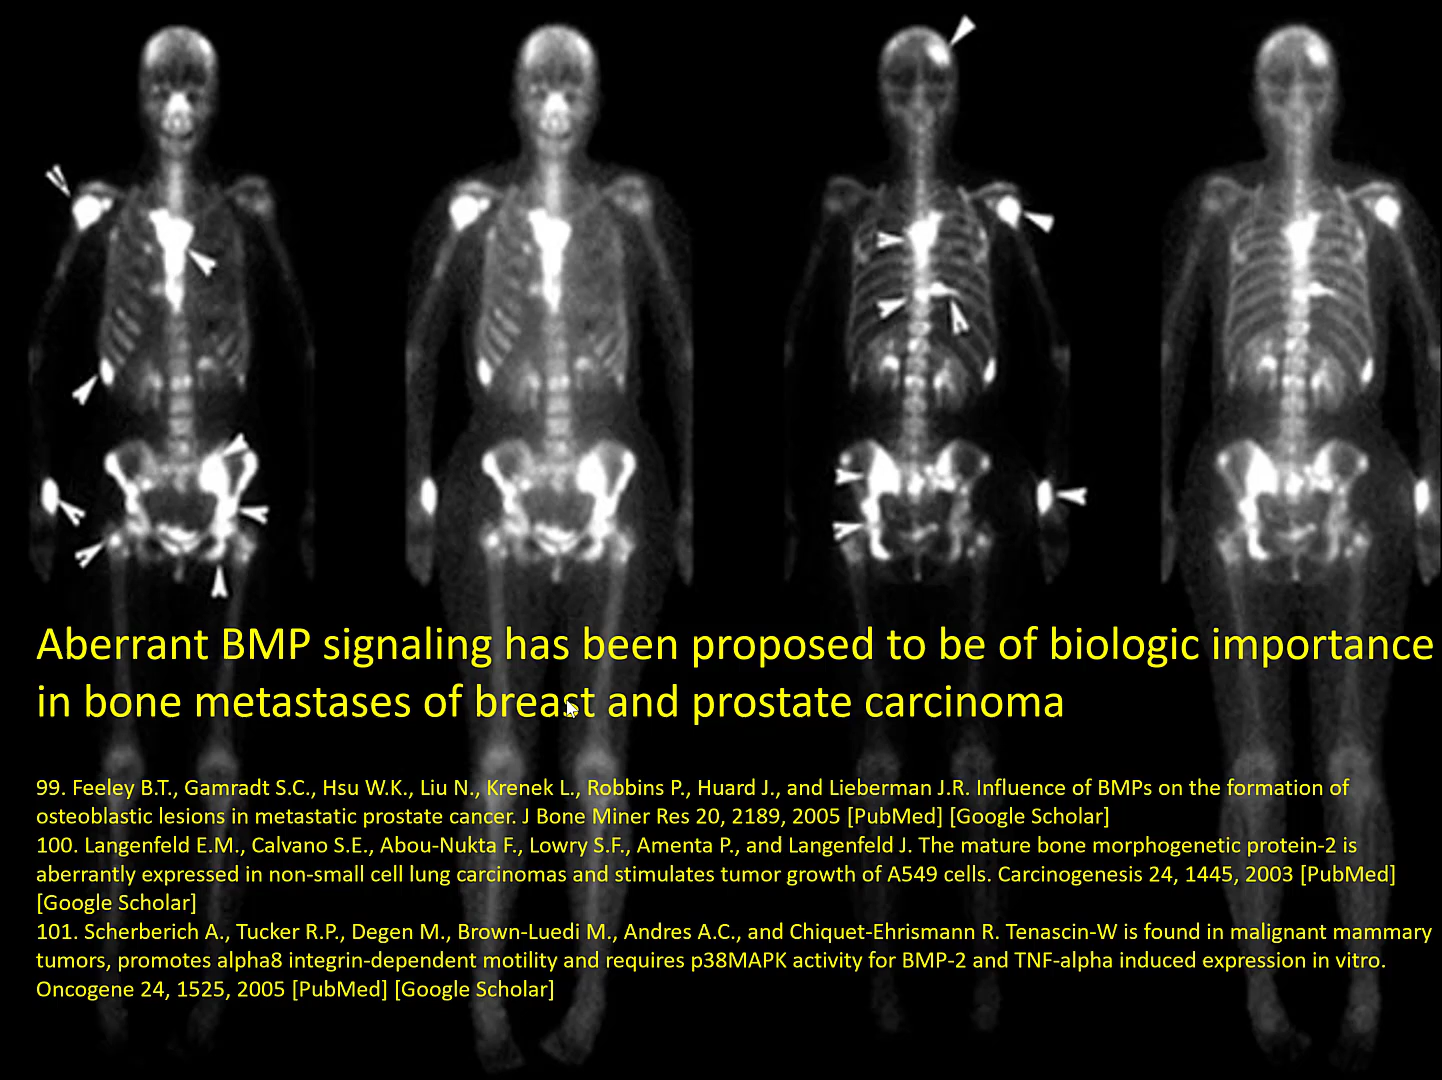 Aberrant BMP signaling has been proposed to be of biologic importance
in bone metastases of breast and prostate carcinoma
99. Feeley B.T., Gamradt S.C., Hsu W.K., Liu N., Krenek L., Robbins P., Huard J., and Lieberman J.R. Influence of BMPs on the formation of
osteoblastic lesions in metastatic prostate cancer. J Bone Miner Res 20, 2189, 2005 [PubMed] [Google Scholar]
100. Langenfeld E.M., Calvano S.E., Abou-Nukta F., Lowry S.F., Amenta P., and Langenfeld J. The mature bone morphogenetic protein-2 is
aberrantly expressed in non-small cell lung carcinomas and stimulates tumor growth of A549 cells. Carcinogenesis 24, 1445, 2003 [PubMed]
[Google Scholar]
101. Scherberich A., Tucker R.P., Degen M., Brown-Luedi M., Andres A.C., and Chiquet-Ehrismann R. Tenascin-W is found in malignant mammary
tumors, promotes alpha8 integrin-dependent motility and requires p38MAPK activity for BMP-2 and TNF-alpha induced expression in vitro.
Oncogene 24, 1525, 2005 [PubMed] [Google Scholar]